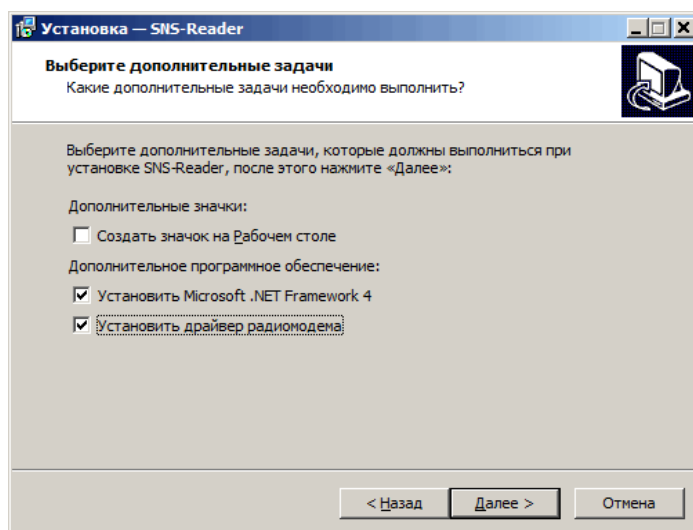 Установка — SNS-Reader
Выберите дополнительные задачи
Какие дополнительные задачи необходимо выполнить?
Выберите дополнительные задачи, которые должны выполниться при
установке SNS-Reader, после этого нажмите «Далее»:
Дополнительные значки:
Создать значок на Рабочем столе
Дополнительное программное обеспечение:
Установить Microsoft .NET Framework 4
Установить драйвер радиомодема
< Назад
Далее >
Отмена